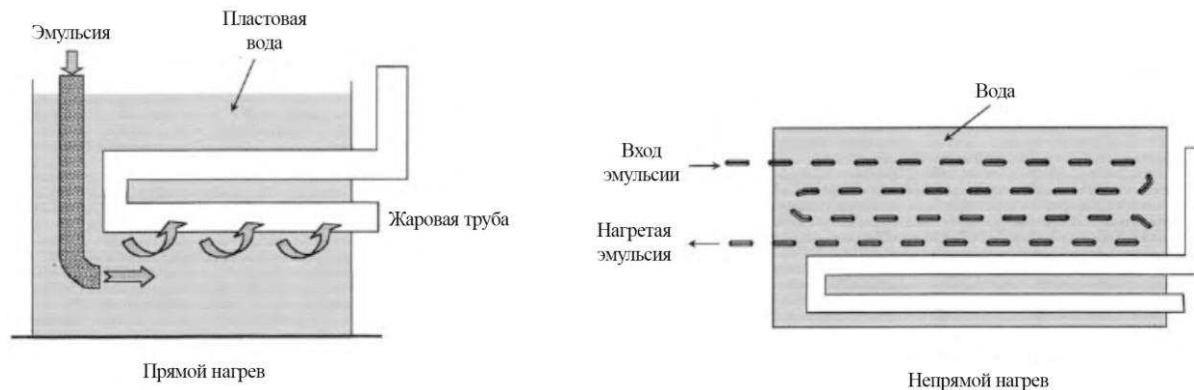 Эмульсия
Пластовая
вода
Жаровая труба
Прямой нагрев
Вода
Вход
эмульсии
Нагретая
эмульсия
Непрямой нагрев